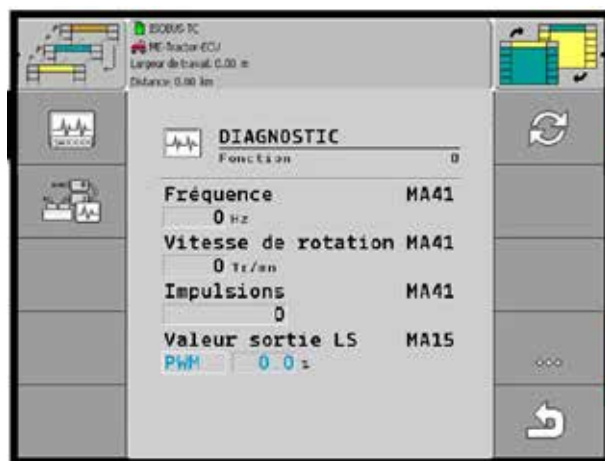 ISOBUS-TC
ME-Tractor-ECU
Largeur de travail: 0.00 m
Distance: 0.00 km
DIAGNOSTIC
Fonction 0
Fréquence MA41
0 Hz
Vitesse de rotation MA41
0 Tr/mn
Impulsions MA41
0
Valeur sortie LS MA15
PWM 0.0 %